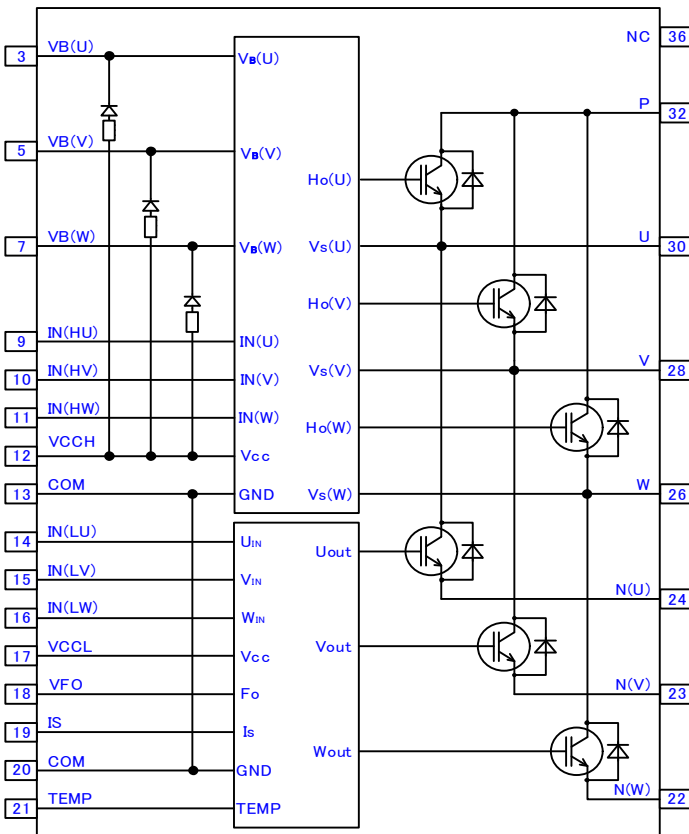 VB(U)
3
VB(V)
5
VB(W)
7
IN(HU)
9
IN(HV)
10
IN(HW)
11
VCCH
12
COM
13
IN(LU)
14
IN(LV)
15
IN(LW)
16
VCCL
17
VFO
18
IS
19
COM
20
TEMP
21
VB(U)
VB(V)
VB(W)
IN(U)
IN(V)
IN(W)
Vcc
GND
Ho(U)
Vs(U)
Ho(V)
Vs(V)
Ho(W)
Vs(W)
UIN
VIN
WIN
Vcc
Fo
Is
GND
TEMP
Uout
Vout
Wout
NC
36
P
32
U
30
V
28
W
26
N(U)
24
N(V)
23
N(W)
22